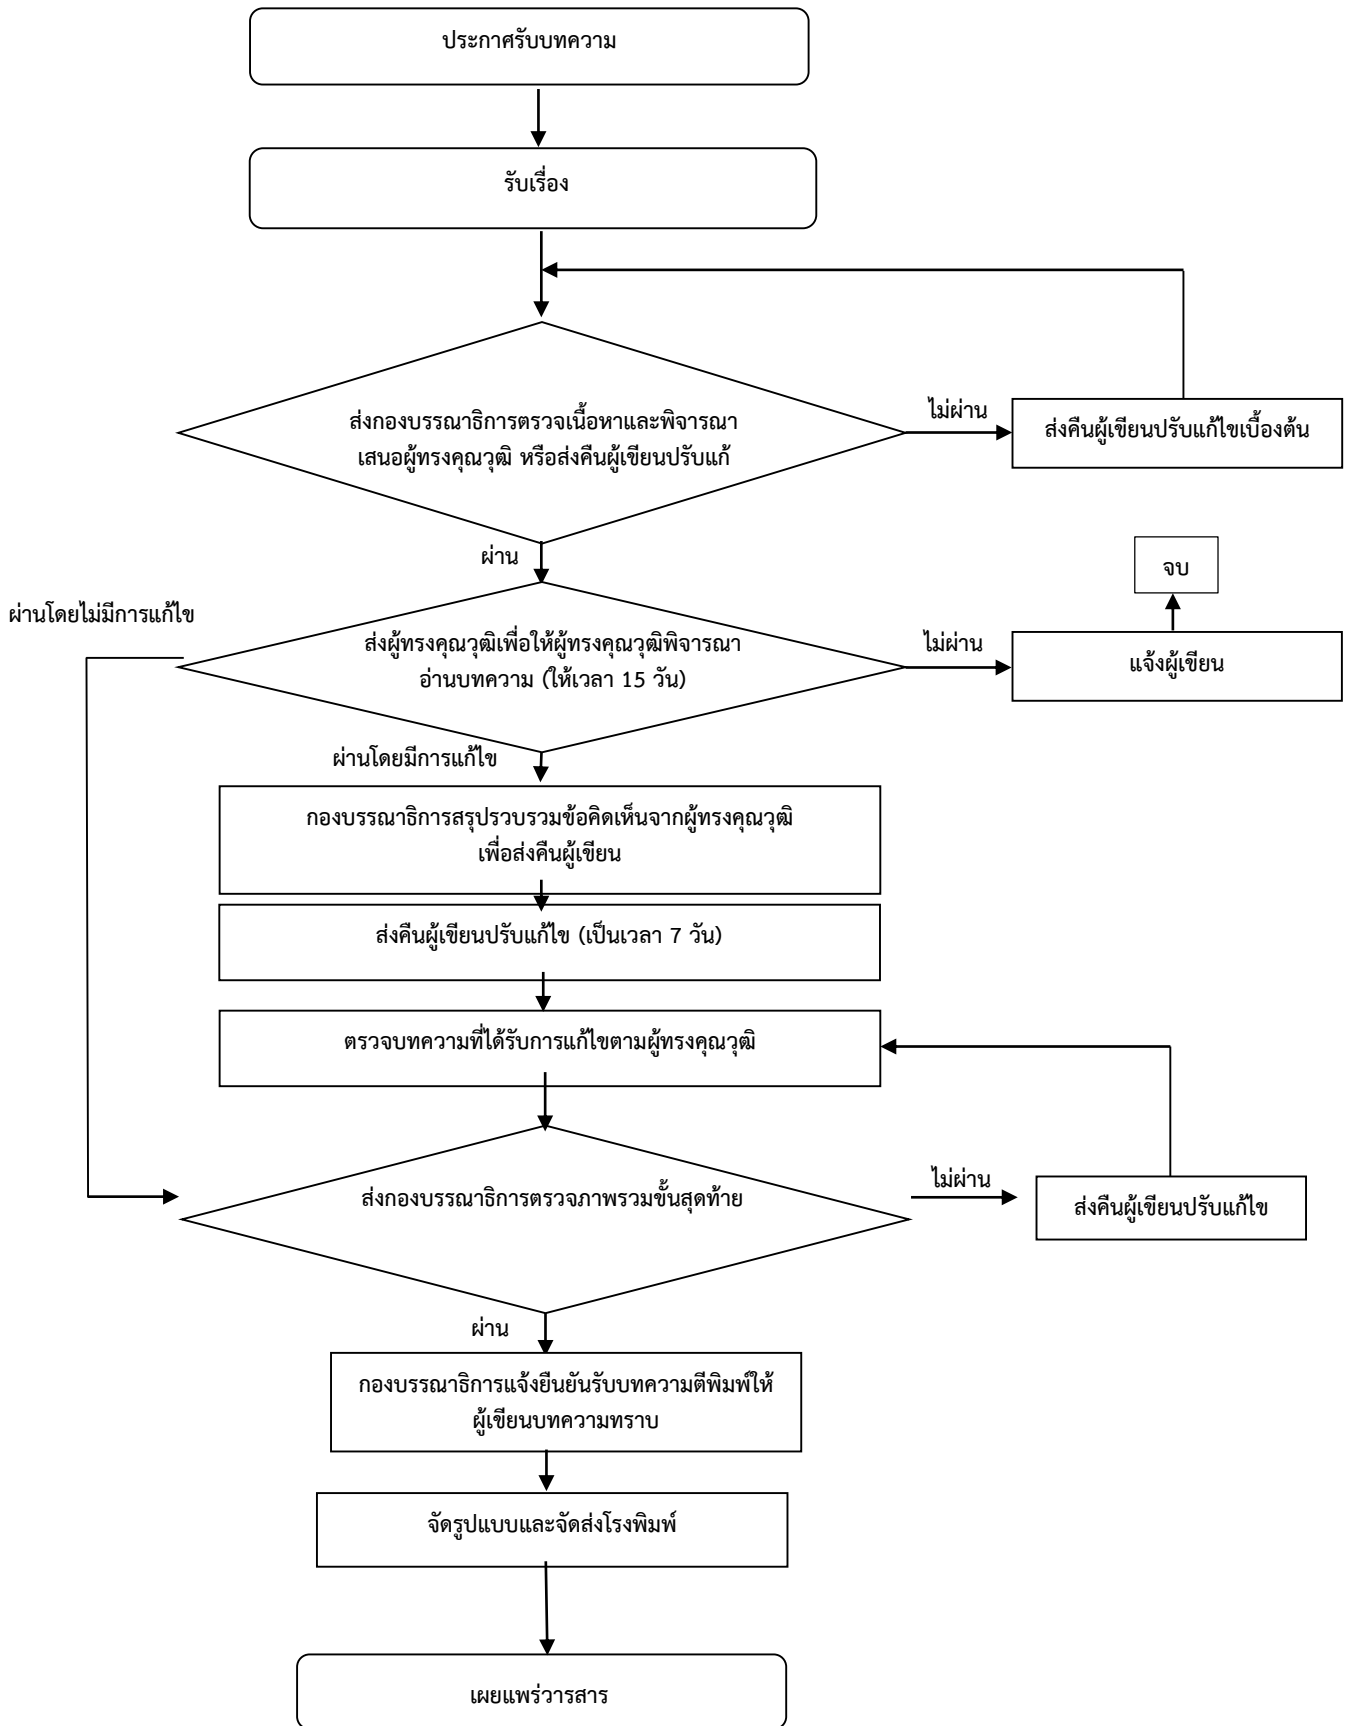 ประกาศรับบทความ
รับเรื่อง
ส่งกองบรรณาธิการตรวจเนื้อหาและพิจารณา
เสนอผู้ทรงคุณวุฒิ หรือส่งคืนผู้เขียนปรับแก้
ไม่ผ่าน
ส่งคืนผู้เขียนปรับแก้ไขเบื้องต้น
ผ่าน
จบ
ผ่านโดยไม่มีการแก้ไข
ส่งผู้ทรงคุณวุฒิเพื่อให้ผู้ทรงคุณวุฒิพิจารณา
อ่านบทความ (ให้เวลา 15 วัน)
ไม่ผ่าน
แจ้งผู้เขียน
ผ่านโดยมีการแก้ไข
กองบรรณาธิการสรุปรวบรวมข้อคิดเห็นจากผู้ทรงคุณวุฒิ
เพื่อส่งคืนผู้เขียน
ส่งคืนผู้เขียนปรับแก้ไข (เป็นเวลา 7 วัน)
ตรวจบทความที่ได้รับการแก้ไขตามผู้ทรงคุณวุฒิ
ส่งกองบรรณาธิการตรวจภาพรวมขั้นสุดท้าย
ไม่ผ่าน
ส่งคืนผู้เขียนปรับแก้ไข
ผ่าน
กองบรรณาธิการแจ้งยืนยันรับบทความตีพิมพ์ให้
ผู้เขียนบทความทราบ
จัดรูปแบบและจัดส่งโรงพิมพ์
เผยแพร่วารสาร